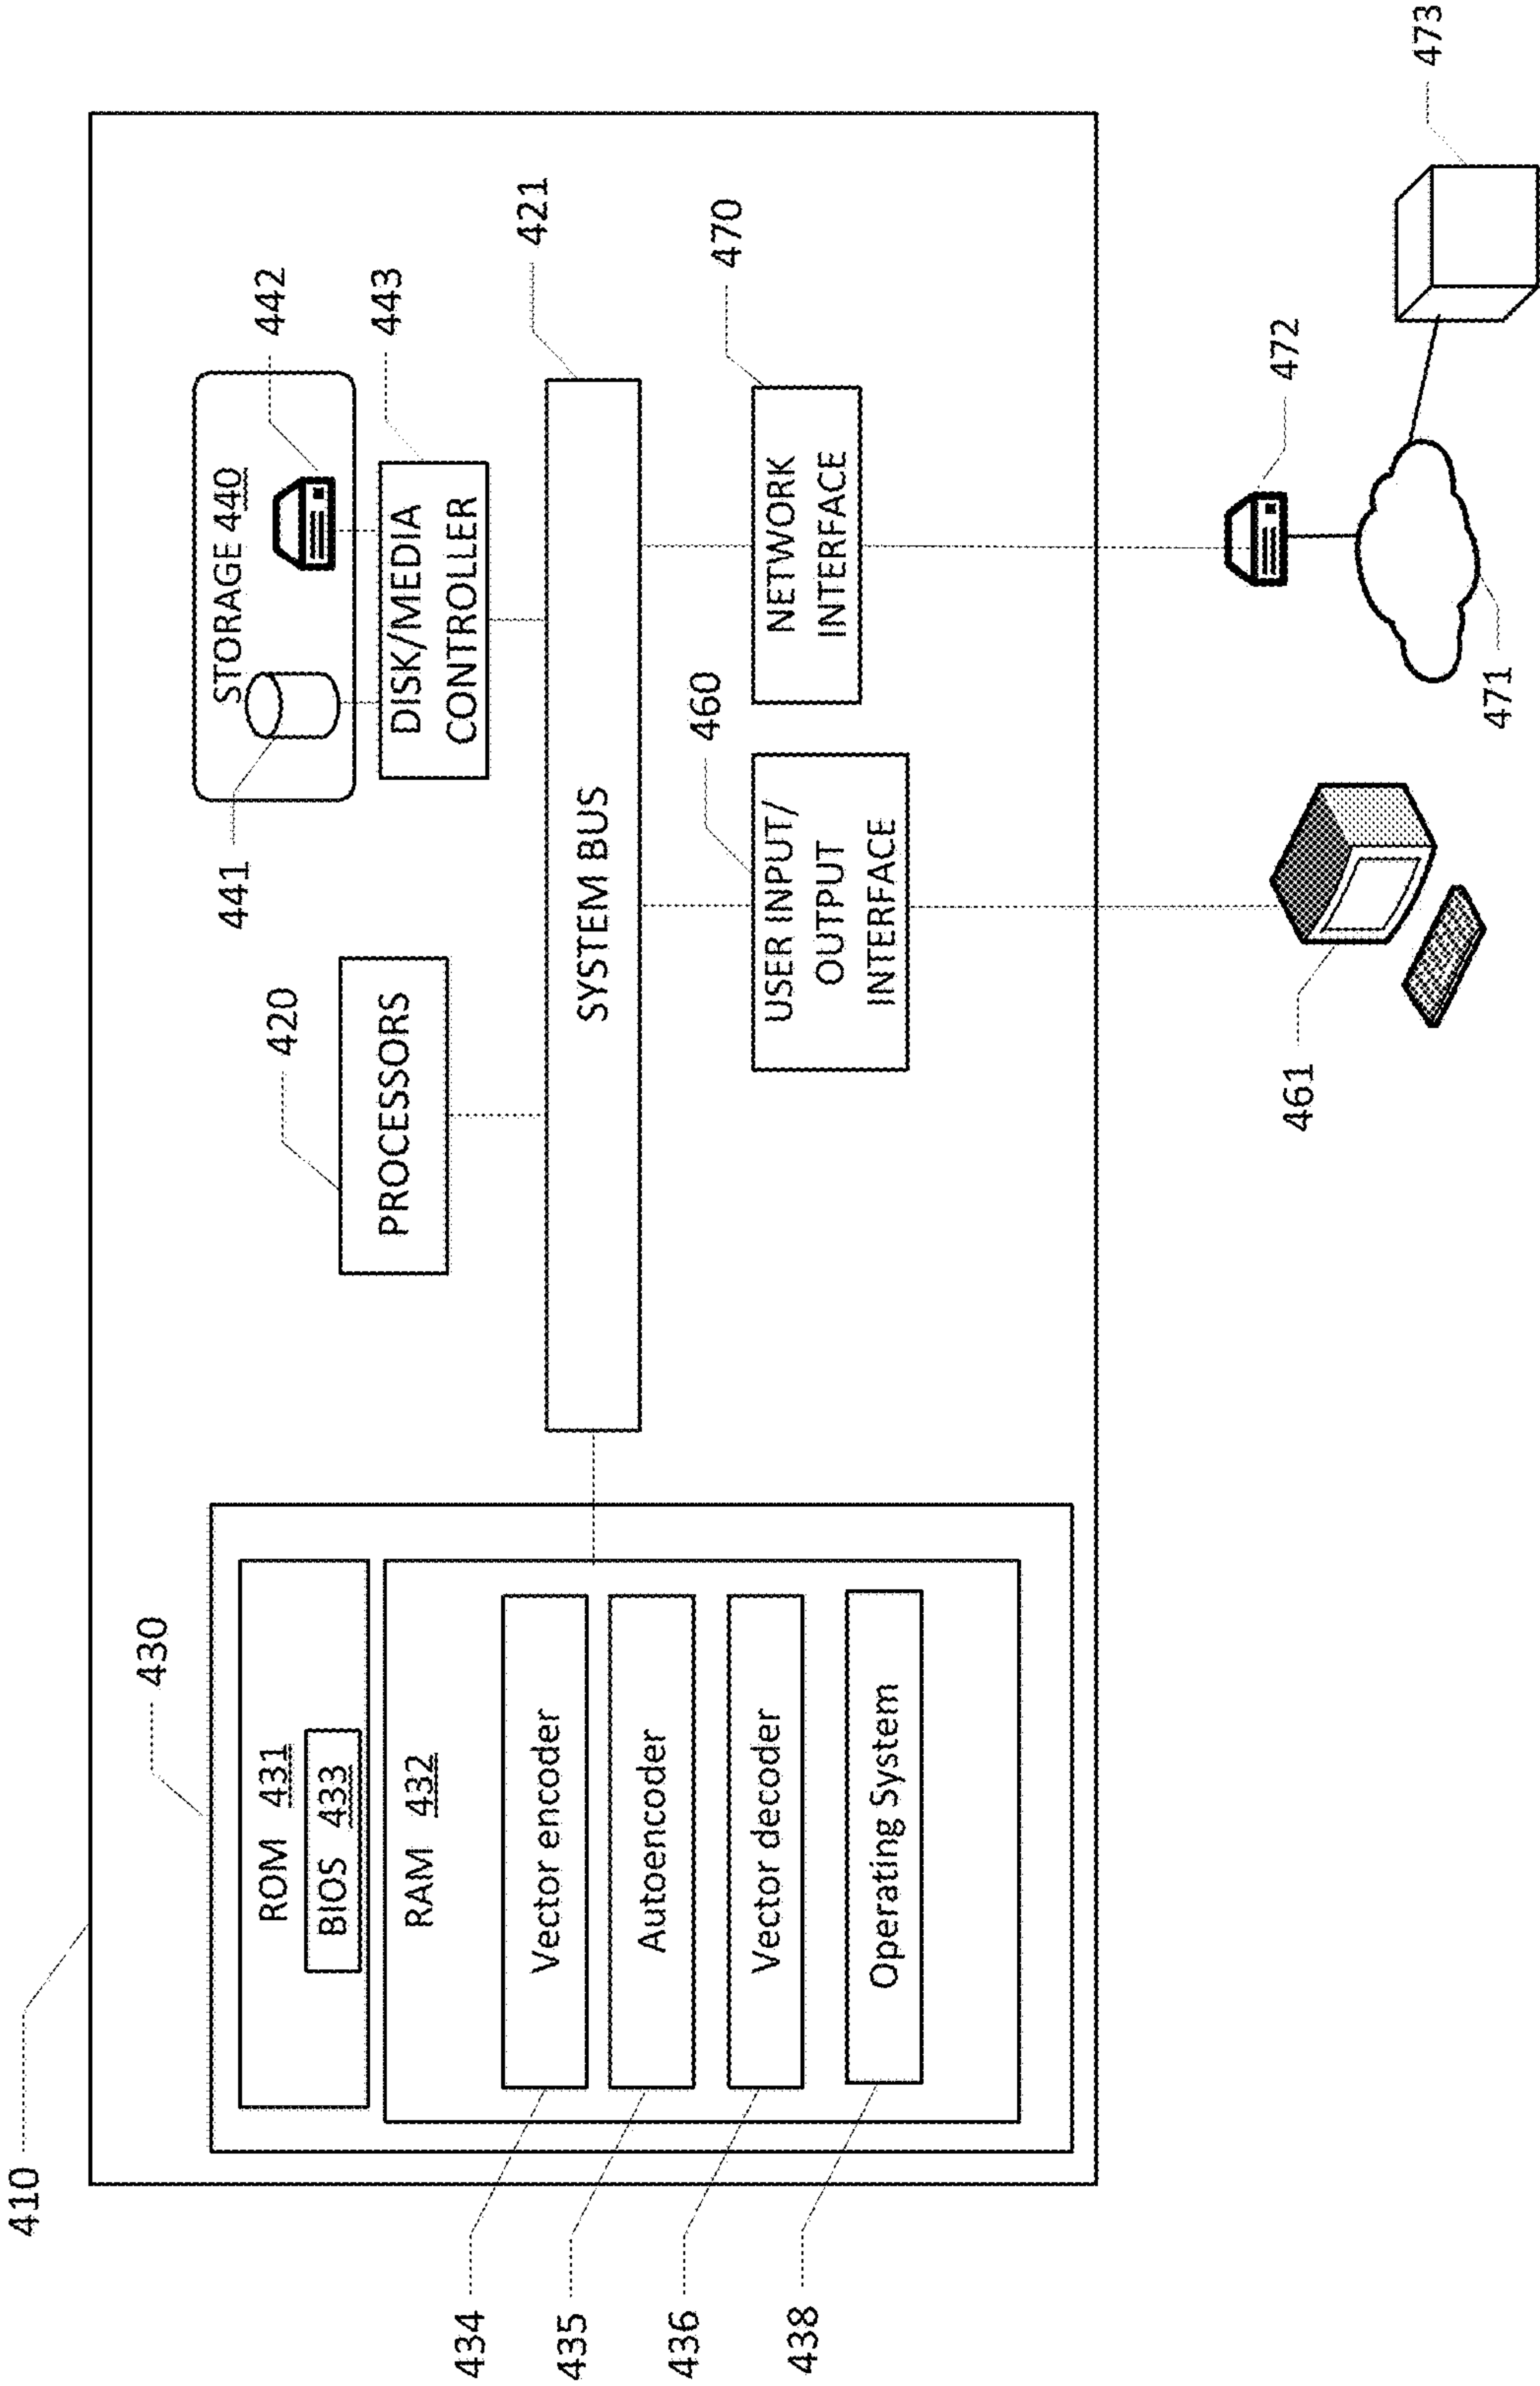 410
430
ROM 431
BIOS 433
RAM 432
Vector encoder
Autoencoder
Vector decoder
Operating System
434
435
436
438
420
PROCESSORS
STORAGE 440
441
442
DISK/MEDIA
CONTROLLER
443
SYSTEM BUS
421
460
USER INPUT/
OUTPUT
INTERFACE
470
NETWORK
INTERFACE
461
472
471
473